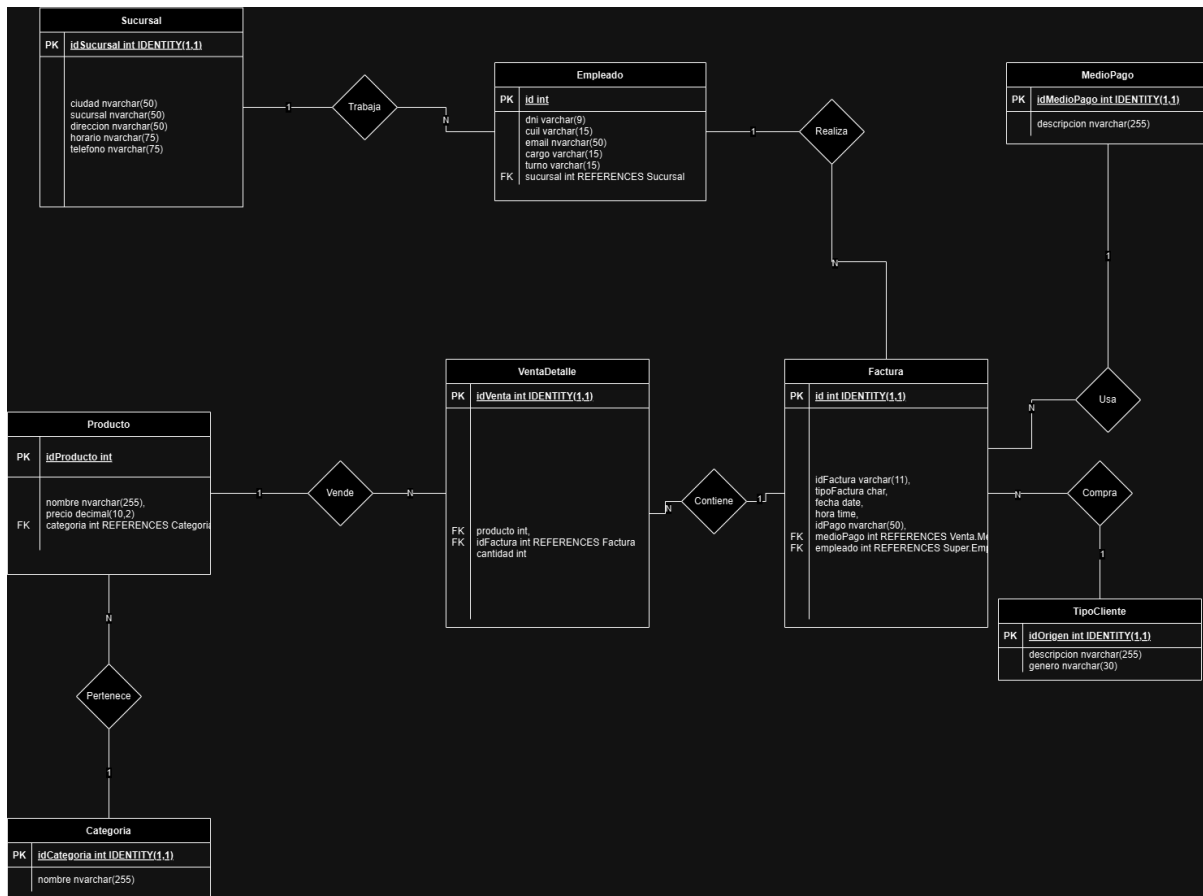 Sucursal
PK idSucursal int IDENTITY(1,1)
ciudad nvarchar(50)
sucursal nvarchar(50)
direccion nvarchar(50)
horario nvarchar(75)
telefono nvarchar(75)
1
Trabaja
N
Empleado
PK id int
dni varchar(9)
cuil varchar(15)
email nvarchar(50)
cargo varchar(15)
turno varchar(15)
FK sucursal int REFERENCES Sucursal
1
Realiza
N
MedioPago
PK idMedioPago int IDENTITY(1,1)
descripcion nvarchar(255)
1
Usa
N
Producto
PK idProducto int
nombre nvarchar(255),
precio decimal(10,2)
FK categoria int REFERENCES Categoria
1
Vende
N
VentaDetalle
PK idVenta int IDENTITY(1,1)
FK producto int,
FK idFactura int REFERENCES Factura
cantidad int
N
Contiene
1
Factura
PK id int IDENTITY(1,1)
idFactura varchar(11),
tipoFactura char,
fecha date,
hora time,
idPago nvarchar(50),
FK medioPago int REFERENCES Venta.Me
FK empleado int REFERENCES Super.Emp
N
Compra
1
TipoCliente
PK idOrigen int IDENTITY(1,1)
descripcion nvarchar(255)
genero nvarchar(30)
N
Pertenece
1
Categoria
PK idCategoria int IDENTITY(1,1)
nombre nvarchar(255)